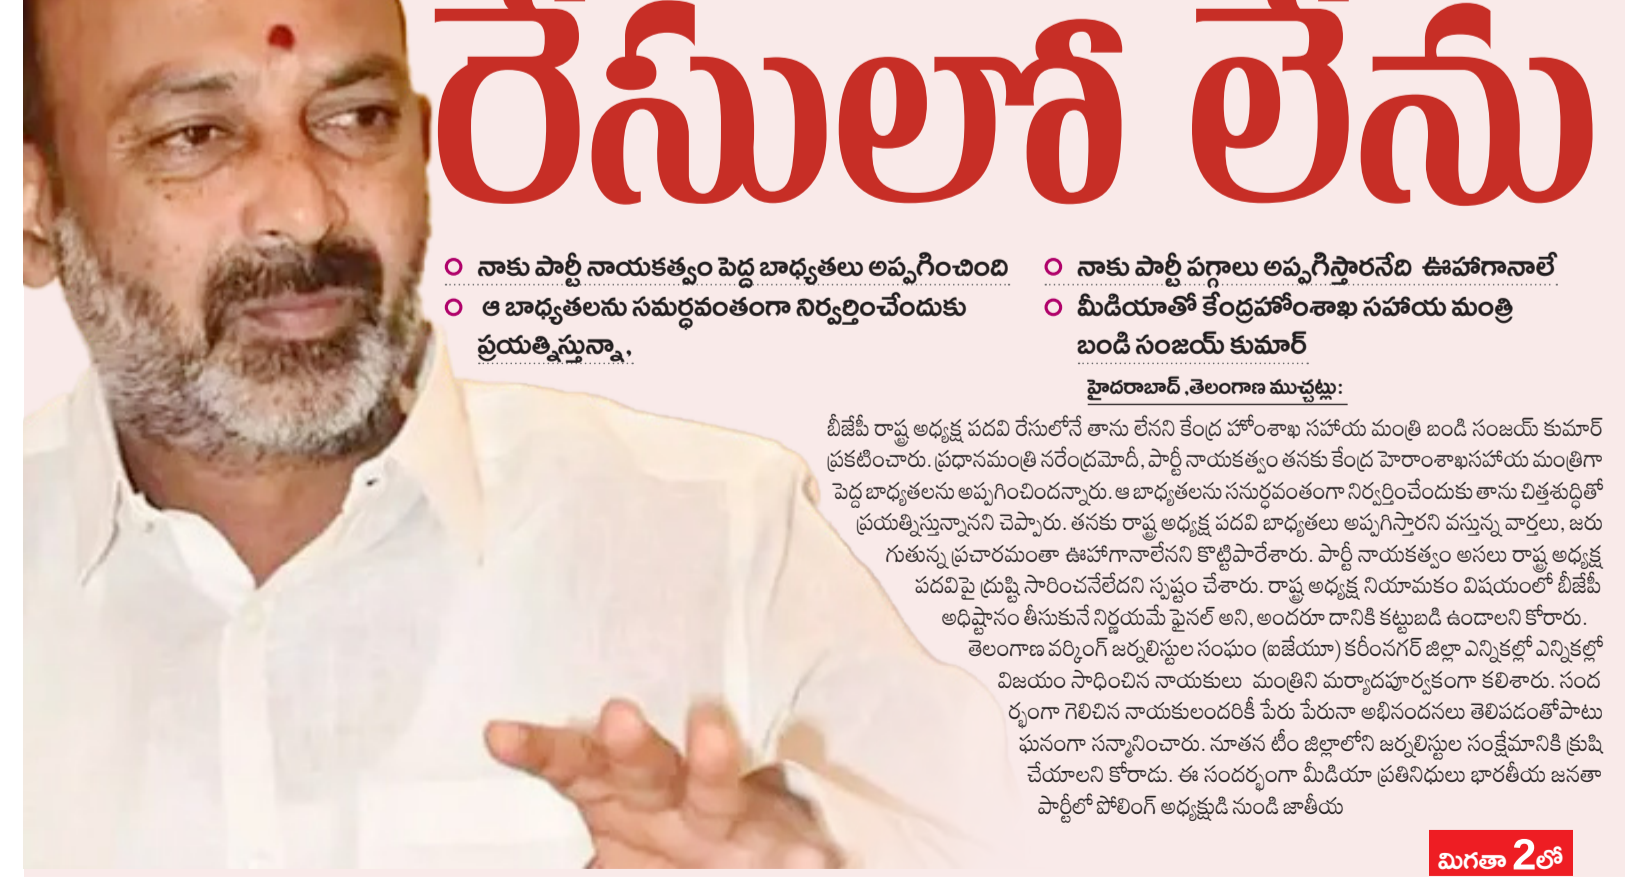 రేసులో లేను
నాకు పార్టీ నాయకత్వం పెద్ద బాధ్యతలు అప్పగించింది
ఆ బాధ్యతలను సమర్ధవంతంగా నిర్వర్తించేందుకు
ప్రయత్నిస్తున్నా,
నాకు పార్టీ పగ్గాలు అప్పగిస్తారనేది ఊహాగానాలే
మీడియాతో కేంద్రహోంశాఖ సహాయ మంత్రి
బండి సంజయ్ కుమార్
హైదరాబాద్ ,తెలంగాణ ముచ్చట్లు:
బీజేపీ రాష్ట్ర అధ్యక్ష పదవి రేసులోనే తాను లేనని కేంద్ర హోంశాఖ సహాయ మంత్రి బండి సంజయ్ కుమార్
ప్రకటించారు. ప్రధానమంత్రి నరేంద్రమోదీ, పార్టీ నాయకత్వం తనకు కేంద్ర హెరాంశాఖసహాయ మంత్రిగా
పెద్ద బాధ్యతలను అప్పగించిందన్నారు. ఆ బాధ్యతలను సనుర్ధవంతంగా నిర్వర్తించేందుకు తాను చిత్తశుద్ధితో
ప్రయత్నిస్తున్నానని చెప్పారు. తనకు రాష్ట్ర అధ్యక్ష పదవి బాధ్యతలు అప్పగిస్తారని వస్తున్న వార్తలు, జరు
గుతున్న ప్రచారమంతా ఊహాగానాలేనని కొట్టిపారేశారు. పార్టీ నాయకత్వం అసలు రాష్ట్ర అధ్యక్ష
పదవిపై ద్రుష్టి సారించనేలేదని స్పష్టం చేశారు. రాష్ట్ర అధ్యక్ష నియామకం విషయంలో బీజేపీ
అధిష్టానం తీసుకునే నిర్ణయమే ఫైనల్ అని, అందరూ దానికి కట్టుబడి ఉండాలని కోరారు.
తెలంగాణ వర్కింగ్ జర్నలిస్టుల సంఘం (ఐజేయూ) కరీంనగర్ జిల్లా ఎన్నికల్లో ఎన్నికల్లో
విజయం సాధించిన నాయకులు మంత్రిని మర్యాదపూర్వకంగా కలిశారు. సంద
ర్భంగా గెలిచిన నాయకులందరికీ పేరు పేరునా అభినందనలు తెలిపడంతోపాటు
ఘనంగా సన్మానించారు. నూతన టీం జిల్లాలోని జర్నలిస్టుల సంక్షేమానికి క్రుషి
చేయాలని కోరాడు. ఈ సందర్భంగా మీడియా ప్రతినిధులు భారతీయ జనతా
పార్టీలో పోలింగ్ అధ్యక్షుడి నుండి జాతీయ
మిగతా 2లో